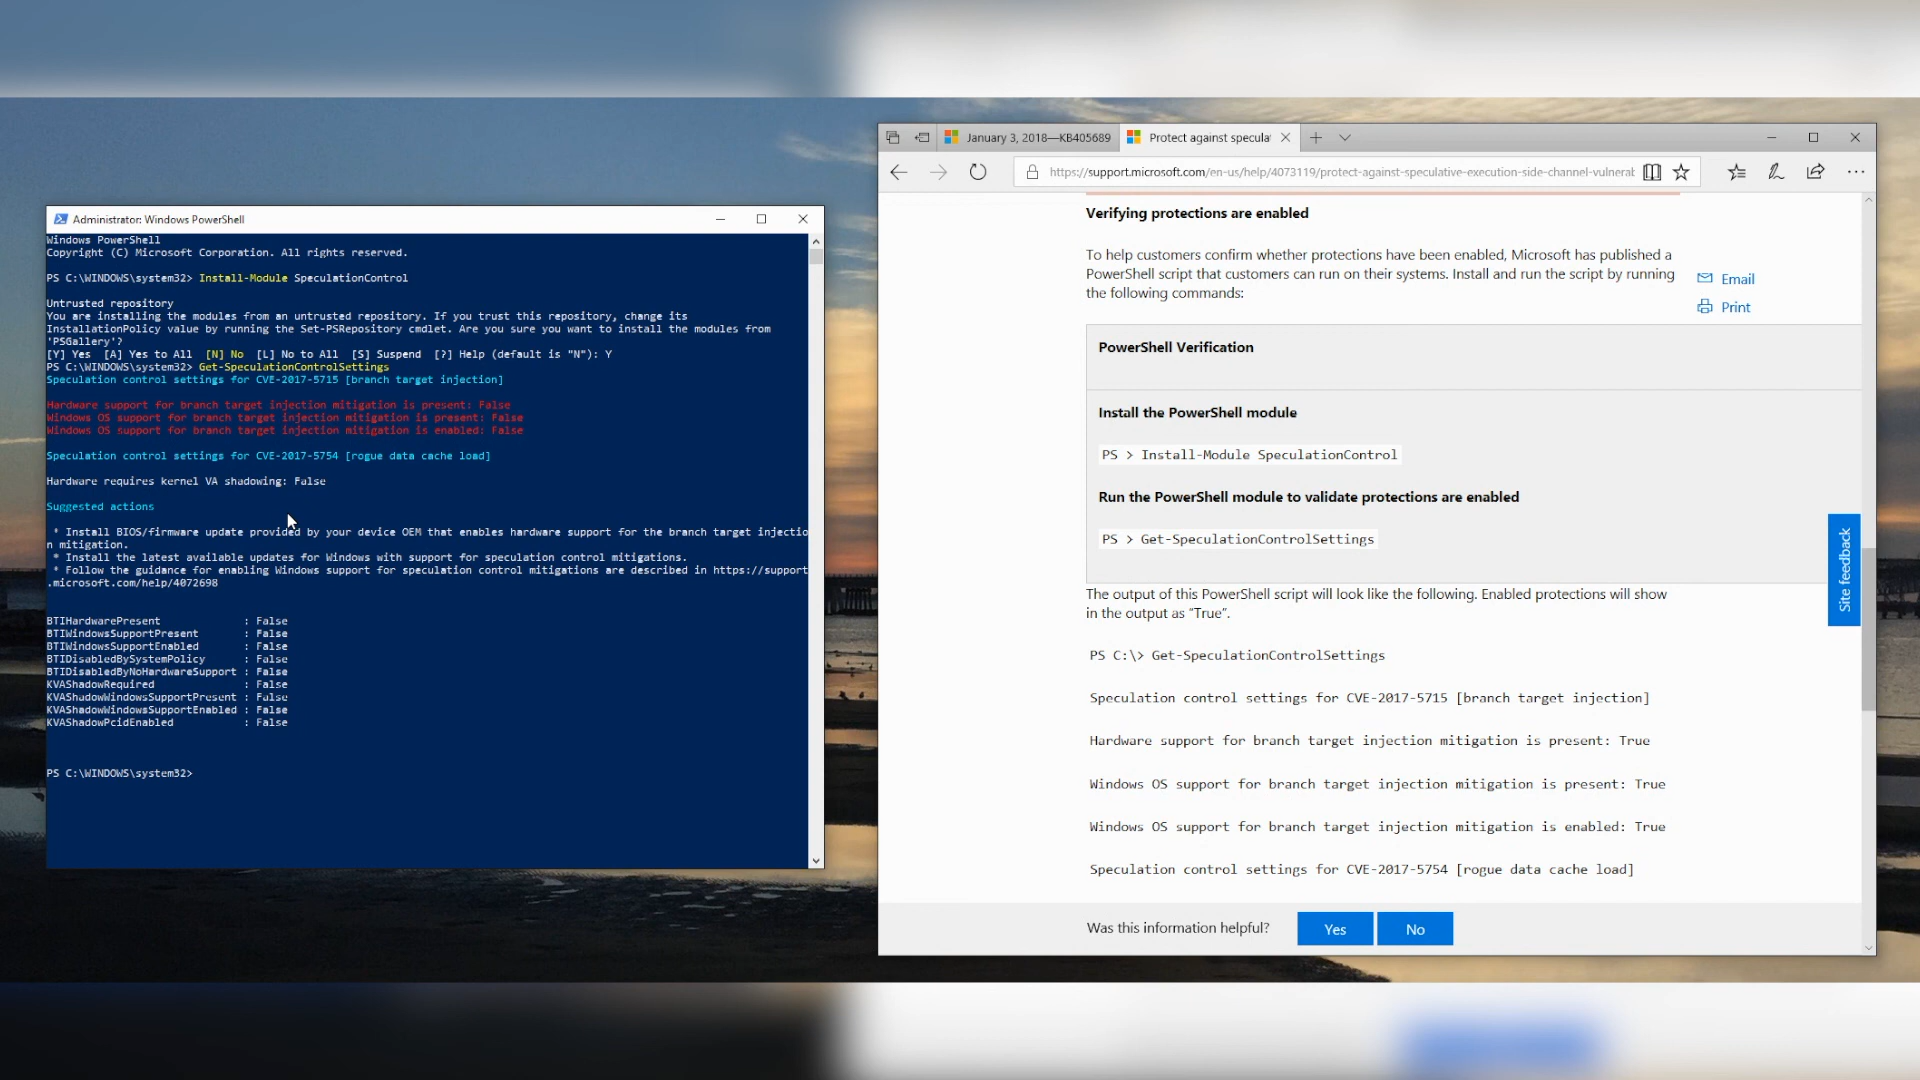 Administrator: Windows PowerShell
Windows PowerShell
Copyright (C) Microsoft Corporation. All rights reserved.
PS C:\WINDOWS\system32> Install-Module SpeculationControl
Untrusted repository
You are installing the modules from an untrusted repository. If you trust this repository, change its
InstallationPolicy value by running the Set-PSRepository cmdlet. Are you sure you want to install the modules from
'PSGallery'?
[Y] Yes  [A] Yes to All  [N] No  [L] No to All  [S] Suspend  [?] Help (default is "N"): Y
PS C:\WINDOWS\system32> Get-SpeculationControlSettings
Speculation control settings for CVE-2017-5715 [branch target injection]
Hardware support for branch target injection mitigation is present: False
Windows OS support for branch target injection mitigation is present: False
Windows OS support for branch target injection mitigation is enabled: False
Speculation control settings for CVE-2017-5754 [rogue data cache load]
Hardware requires kernel VA shadowing: False
Suggested actions
* Install BIOS/firmware update provided by your device OEM that enables hardware support for the branch target injectio
n mitigation.
* Install the latest available updates for Windows with support for speculation control mitigations.
* Follow the guidance for enabling Windows support for speculation control mitigations are described in https://support
.microsoft.com/help/4072698
BTIHardwarePresent : False
BTIWindowsSupportPresent : False
BTIWindowsSupportEnabled : False
BTIDisabledBySystemPolicy : False
BTIDisabledByNoHardwareSupport : False
KVAShadowRequired : False
KVAShadowWindowsSupportPresent : False
KVAShadowWindowsSupportEnabled : False
KVAShadowPcidEnabled : False
PS C:\WINDOWS\system32>
January 3, 2018—KB405689
Protect against specula
https://support.microsoft.com/en-us/help/4073119/protect-against-speculative-execution-side-channel-vulnerab
Verifying protections are enabled
To help customers confirm whether protections have been enabled, Microsoft has published a
PowerShell script that customers can run on their systems. Install and run the script by running
the following commands:
Email
Print
PowerShell Verification
Install the PowerShell module
PS > Install-Module SpeculationControl
Run the PowerShell module to validate protections are enabled
PS > Get-SpeculationControlSettings
The output of this PowerShell script will look like the following. Enabled protections will show
in the output as “True”.
PS C:\> Get-SpeculationControlSettings
Speculation control settings for CVE-2017-5715 [branch target injection]
Hardware support for branch target injection mitigation is present: True
Windows OS support for branch target injection mitigation is present: True
Windows OS support for branch target injection mitigation is enabled: True
Speculation control settings for CVE-2017-5754 [rogue data cache load]
Site feedback
Was this information helpful?
Yes
No